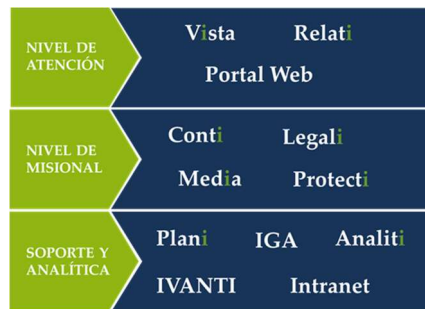 NIVEL DE
ATENCIÓN
Vista Relati
Portal Web
NIVEL DE
MISIONAL
Conti Legali
Media Protecti
SOPORTE Y
ANALÍTICA
Plani IGA Analiti
IVANTI Intranet